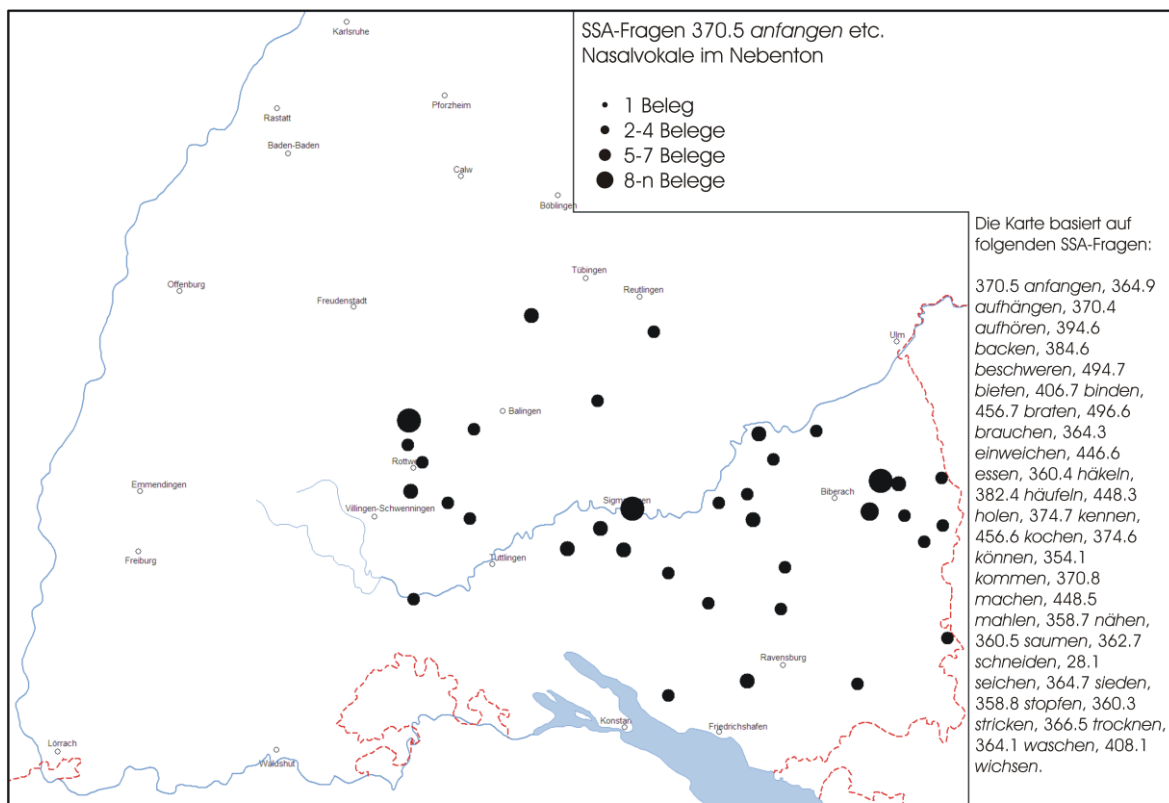 SSA-Fragen 370.5 anfangen etc.
Nasalvokale im Nebenton
1 Beleg
2-4 Belege
5-7 Belege
8-n Belege
Karlsruhe
Pforzheim
Rastatt
Baden-Baden
Calw
Böblingen
Tübingen
Reutlingen
Offenburg
Freudenstadt
Ulm
Balingen
Rottwe
Emmendingen
Villingen-Schwenningen
Sigm ngen
Biberach
Freiburg
Tuttlingen
Ravensburg
Konstan
Friedrichshafen
Lörrach
Waldshut
Die Karte basiert auf
folgenden SSA-Fragen:
370.5 anfangen, 364.9
aufhängen, 370.4
aufhören, 394.6
backen, 384.6
beschweren, 494.7
bieten, 406.7 binden,
456.7 braten, 496.6
brauchen, 364.3
einweichen, 446.6
essen, 360.4 häkeln,
382.4 häufeln, 448.3
holen, 374.7 kennen,
456.6 kochen, 374.6
können, 354.1
kommen, 370.8
machen, 448.5
mahlen, 358.7 nähen,
360.5 saumen, 362.7
schneiden, 28.1
seichen, 364.7 sieden,
358.8 stopfen, 360.3
stricken, 366.5 trocknen,
364.1 waschen, 408.1
wichsen.